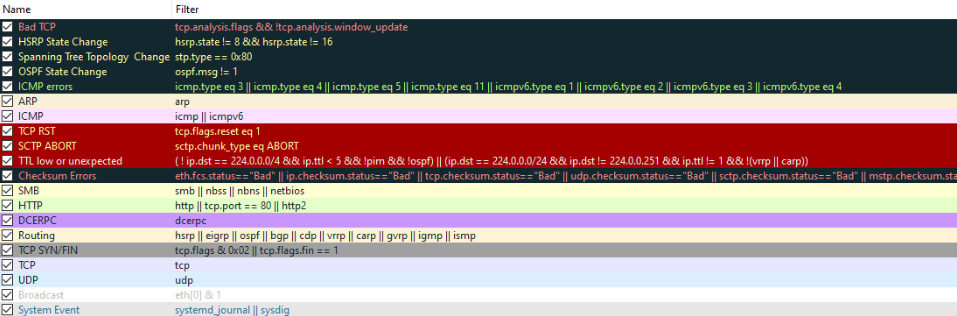 Name Filter
Bad TCP tcp.analysis.flags && !tcp.analysis.window_update
HSRP State Change hsrp.state != 8 && hsrp.state != 16
Spanning Tree Topology Change stp.type == 0x80
OSPF State Change ospf.msg != 1
ICMP errors icmp.type eq 3 || icmp.type eq 4 || icmp.type eq 5 || icmp.type eq 11 || icmpv6.type eq 1 || icmpv6.type eq 2 || icmpv6.type eq 3 || icmpv6.type eq 4
ARP arp
ICMP icmp || icmpv6
TCP RST tcp.flags.reset eq 1
SCTP ABORT sctp.chunk_type eq ABORT
TTL low or unexpected ( ! ip.dst == 224.0.0.0/4 && ip.ttl < 5 && !pim && !ospf) || (ip.dst == 224.0.0.0/24 && ip.dst != 224.0.0.251 && ip.ttl != 1 && !(vrrp || carp))
Checksum Errors eth.fcs.status=="Bad" || ip.checksum.status=="Bad" || tcp.checksum.status=="Bad" || udp.checksum.status=="Bad" || sctp.checksum.status=="Bad" || mstp.checksum.sta
SMB smb || nbss || nbns || netbios
HTTP http || tcp.port == 80 || http2
DCERPC dcerpc
Routing hsrp || eigrp || ospf || bgp || cdp || vrrp || carp || gvrp || igmp || ismp
TCP SYN/FIN tcp.flags & 0x02 || tcp.flags.fin == 1
TCP tcp
UDP udp
Broadcast eth[0] & 1
System Event systemd_journal || sysdig